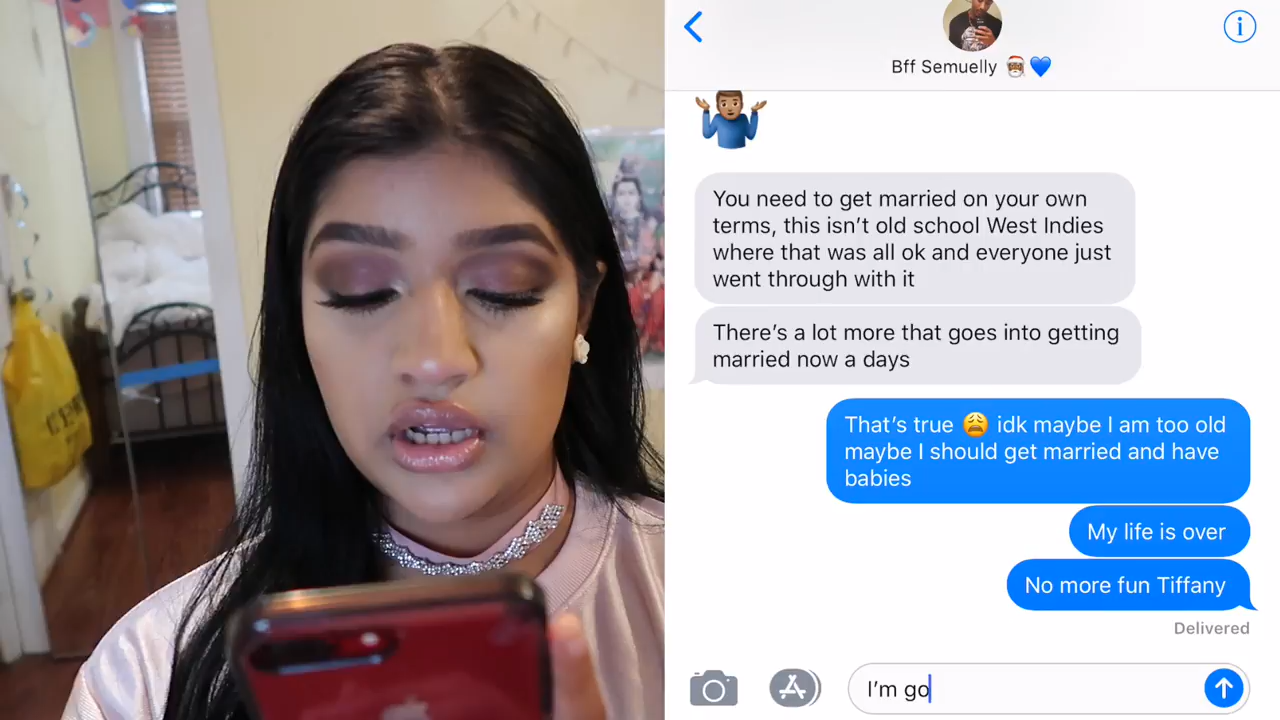 Bff Semuelly 🎅🏽💙
You need to get married on your own
terms, this isn’t old school West Indies
where that was all ok and everyone just
went through with it
There’s a lot more that goes into getting
married now a days
That’s true 😩 idk maybe I am too old
maybe I should get married and have
babies
My life is over
No more fun Tiffany
Delivered
I’m go